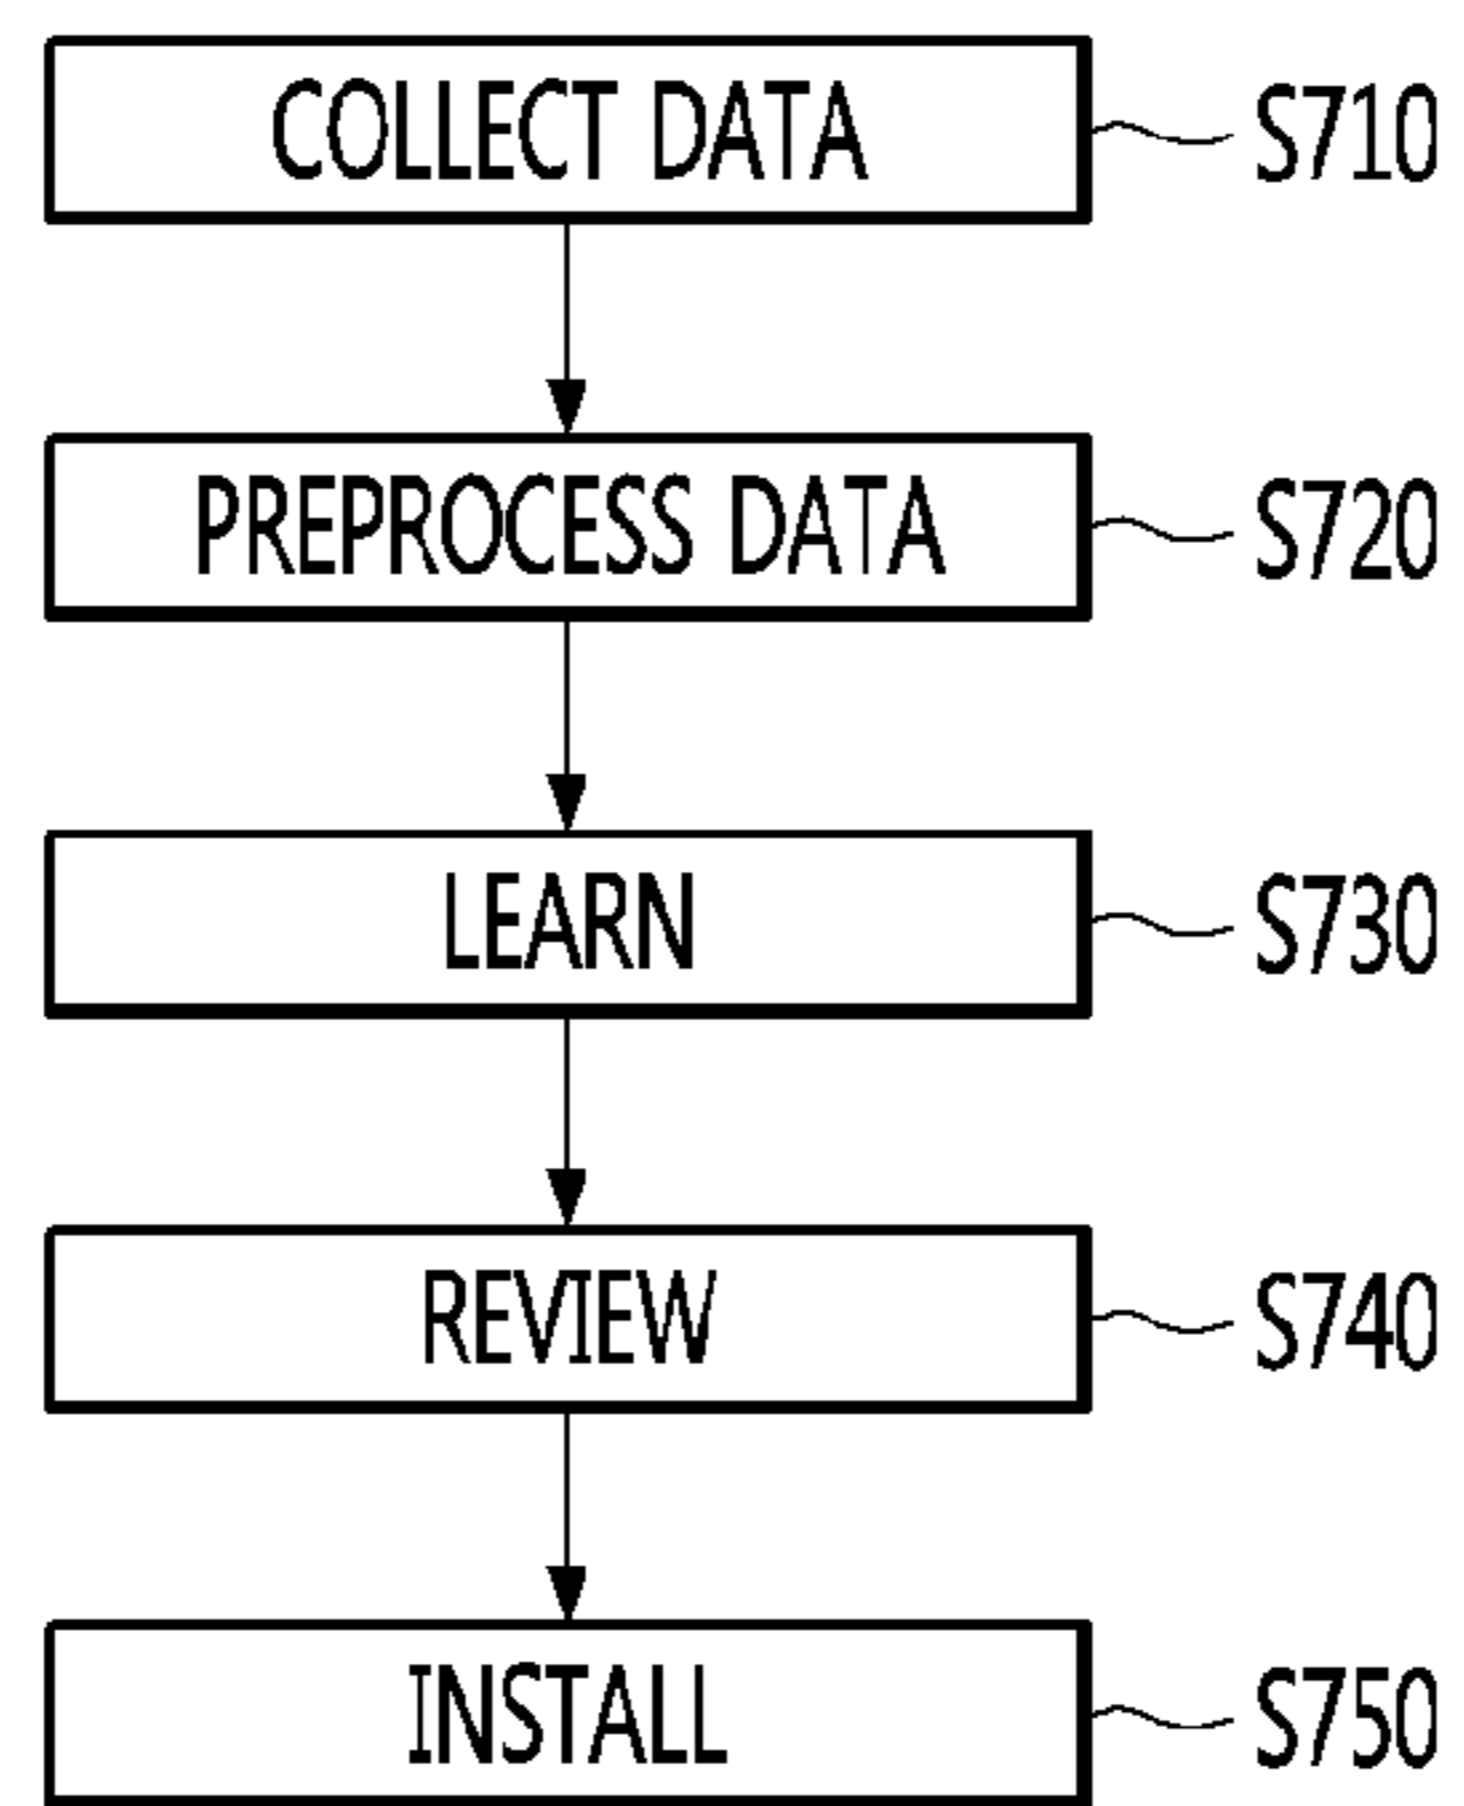 COLLECT DATA S710
PREPROCESS DATA S720
LEARN S730
REVIEW S740
INSTALL S750